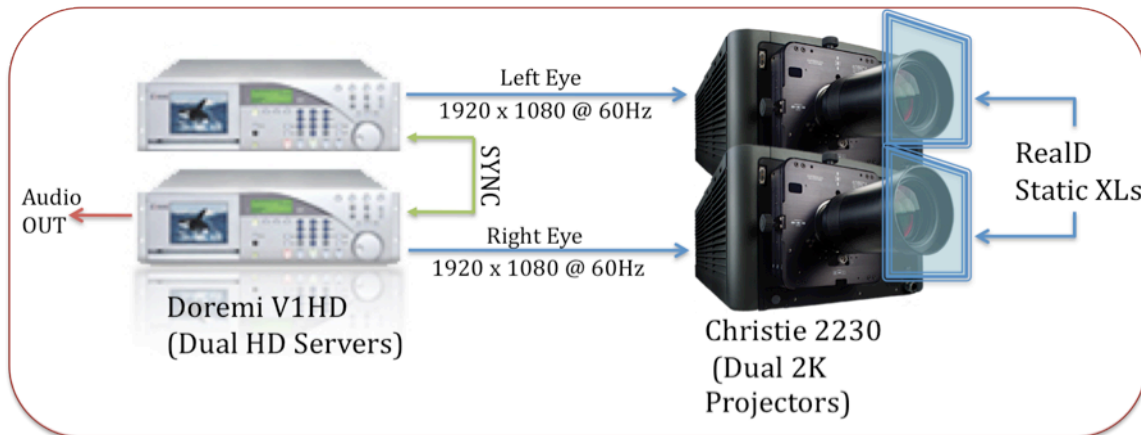 Left Eye
1920 x 1080 @ 60Hz
SYNC
Audio
OUT
Right Eye
1920 x 1080 @ 60Hz
RealD
Static XLs
Doremi V1HD
(Dual HD Servers)
Christie 2230
(Dual 2K
Projectors)